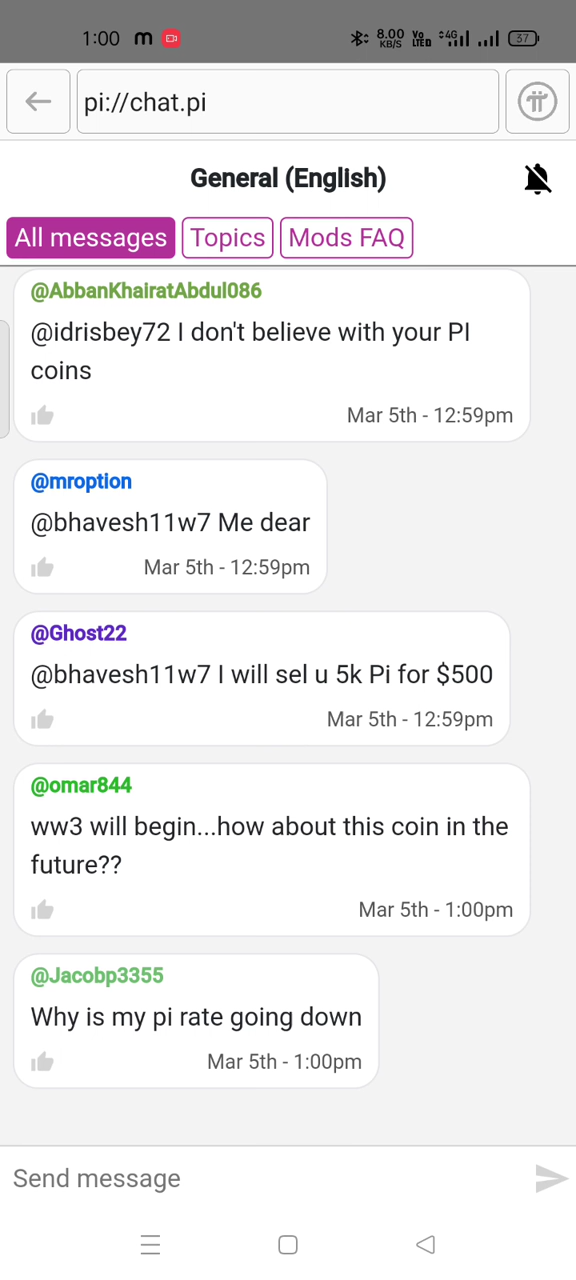 1:00 m 8.00 KB/S Vo LTED 4G 37
pi://chat.pi
General (English)
All messages Topics Mods FAQ
@AbbanKhairatAbdul086
@idrisbey72 I don't believe with your PI
coins
Mar 5th - 12:59pm
@mroption
@bhavesh11w7 Me dear
Mar 5th - 12:59pm
@Ghost22
@bhavesh11w7 I will sel u 5k Pi for $500
Mar 5th - 12:59pm
@omar844
ww3 will begin...how about this coin in the
future??
Mar 5th - 1:00pm
@Jacobp3355
Why is my pi rate going down
Mar 5th - 1:00pm
Send message